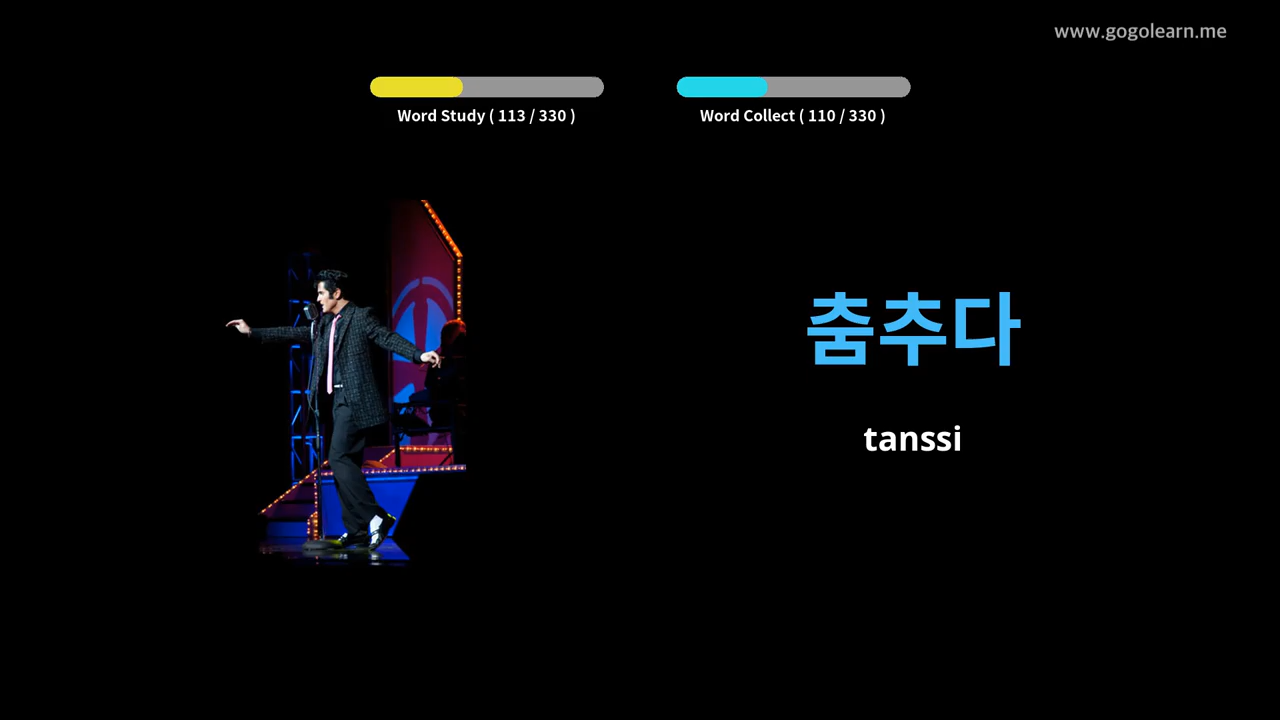 www.gogolearn.me
Word Study ( 113 / 330 )
Word Collect ( 110 / 330 )
춤추다
tanssi